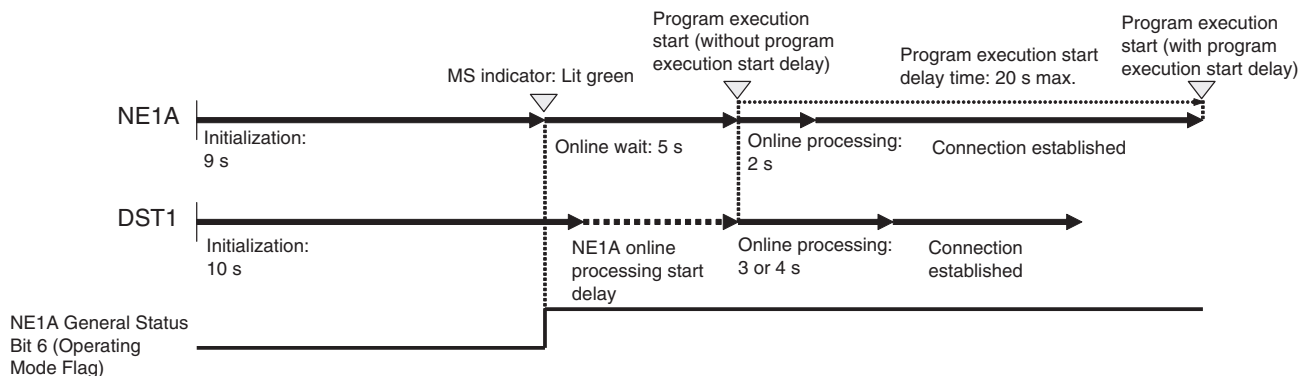 Program execution
start (without program
execution start delay)
Program execution start
delay time: 20 s max.
Program execution
start (with program
execution start delay)
MS indicator: Lit green
NE1A
Initialization:
9 s
Online wait: 5 s
Online processing:
2 s
Connection established
DST1
Initialization:
10 s
NE1A online
processing start
delay
Online processing:
3 or 4 s
Connection
established
NE1A General Status
Bit 6 (Operating
Mode Flag)